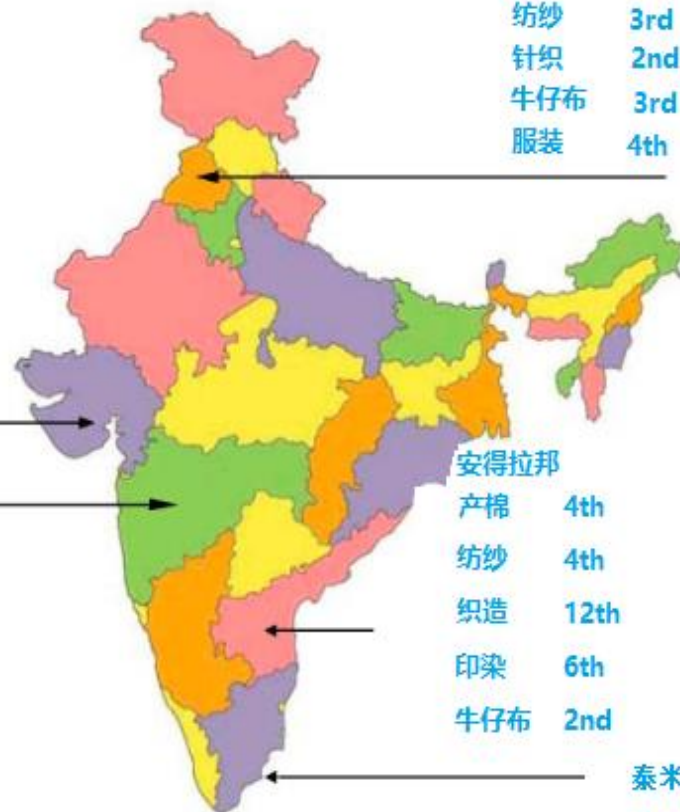 纺纱 3rd
针织 2nd
牛仔布 3rd
服装 4th
安得拉邦
产棉 4th
纺纱 4th
织造 12th
印染 6th
牛仔布 2nd
泰米